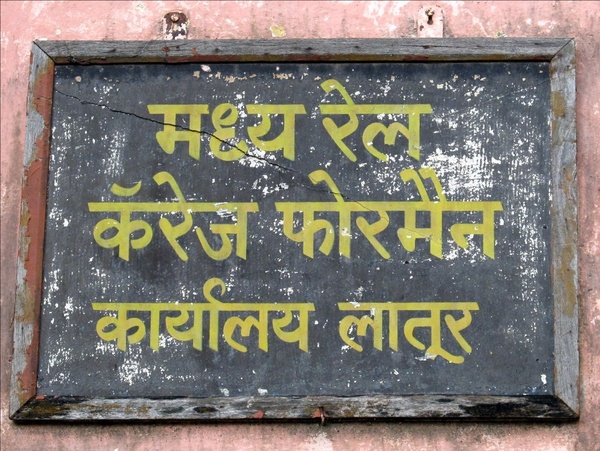 मध्य रेल
कॅरेज फोरमैन
कार्यालय लातूर